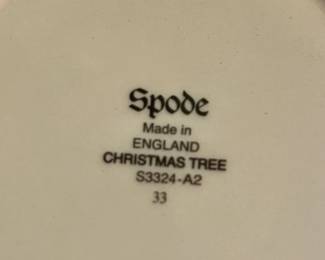 Spode
Made in
ENGLAND
CHRISTMAS TREE
S3324-A2
33